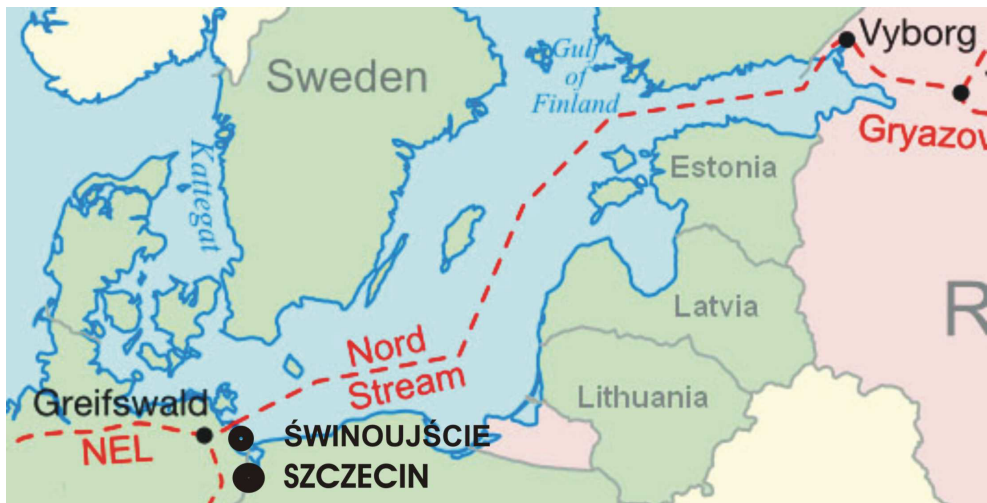 Vyborg
Gulf
of
Finland
Sweden
Gryazov
Kattegat
Estonia
R
Latvia
Nord
Stream
Lithuania
Greifswald
NEL
ŚWINOUJŚCIE
SZCZECIN